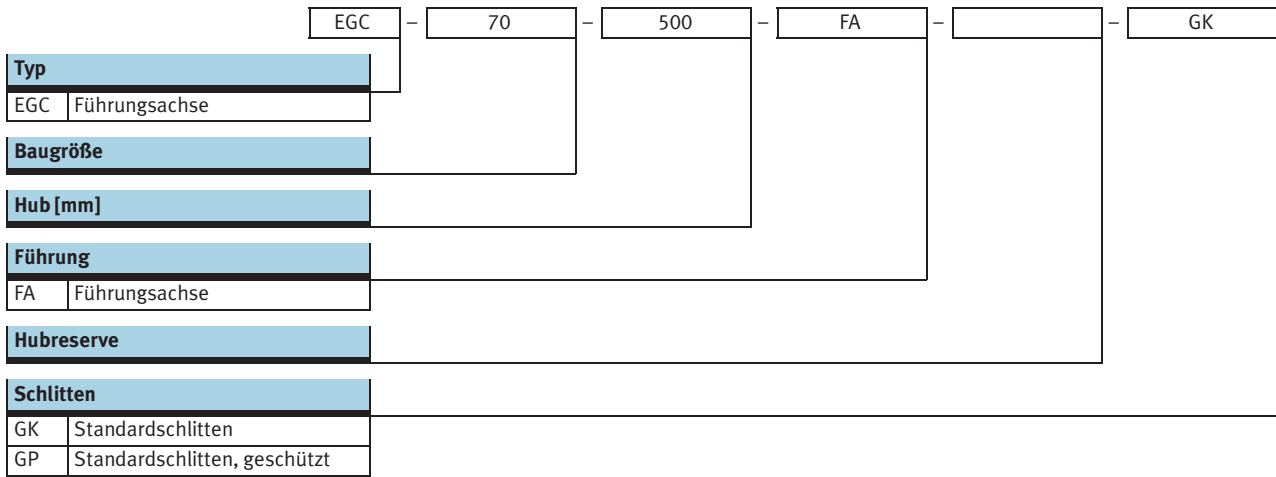 EGC – 70 – 500 – FA – – GK
Typ
EGC Führungsachse
Baugröße
Hub [mm]
Führung
FA Führungsachse
Hubreserve
Schlitten
GK Standardschlitten
GP Standardschlitten, geschützt